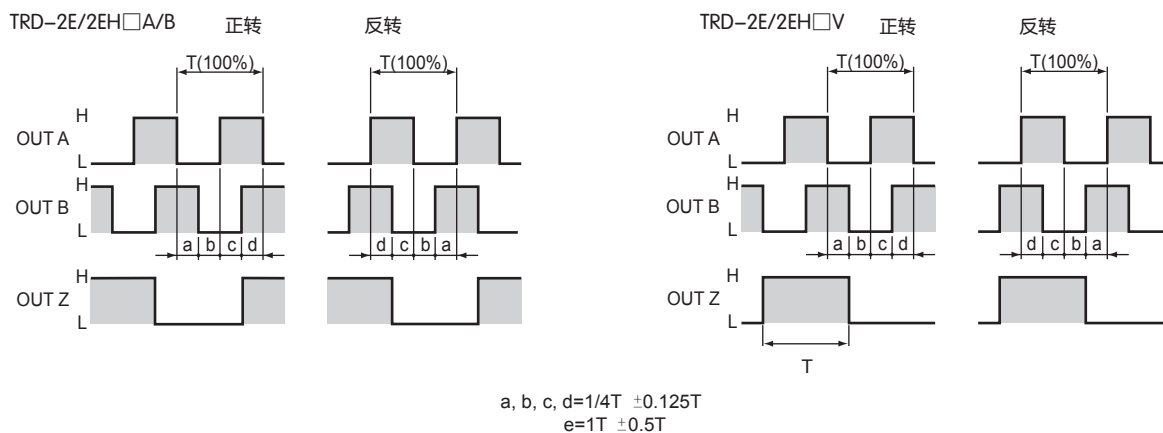 TRD-2E/2EH□A/B 正转 反转
T(100%) T(100%)
H
OUT A
L
H
OUT B
L
a b c d d c b a
H
OUT Z
L
TRD-2E/2EH□V 正转 反转
T(100%) T(100%)
H
OUT A
L
H
OUT B
L
a b c d d c b a
H
OUT Z
L
T
a, b, c, d=1/4T ±0.125T
e=1T ±0.5T